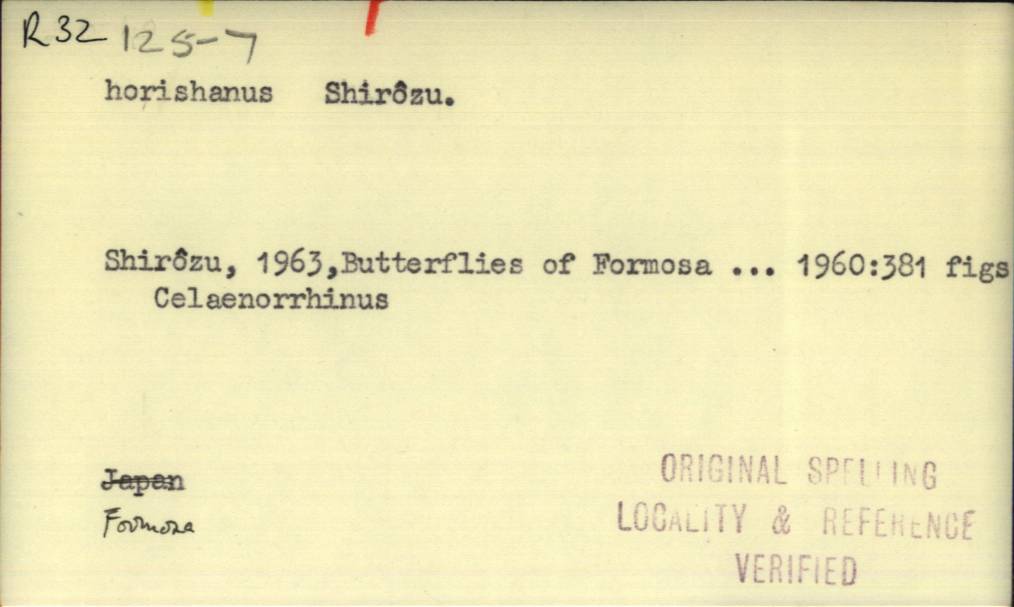 R32 125-7
horishanus Shirôzu.
Shirôzu, 1963,Butterflies of Formosa ... 1960:381 figs
Celaenorrhinus
Japan
Formosa
ORIGINAL SPELLING
LOCALITY & REFERENCE
VERIFIED